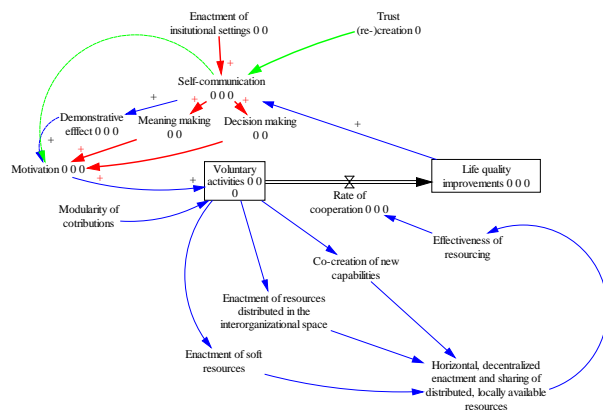 Enactment of
insitutional settings 0 0
Trust
(re-)creation 0
+
Self-communication
0 0 0
+
+
+
+
Demonstrative
efffect 0 0 0
Meaning making
0 0
Decision making
0 0
+
+
+
Motivation 0 0 0
+
+
Voluntary
activities 0 0
0
Life quality
improvements 0 0 0
Rate of
cooperation 0 0 0
Modularity of
cotributions
Effectiveness of
resourcing
Co-creation of new
capabilities
Enactment of resources
distributed in the
interorganizational space
Enactment of soft
resources
Horizontal, decentralized
enactment and sharing of
distributed, locally available
resources